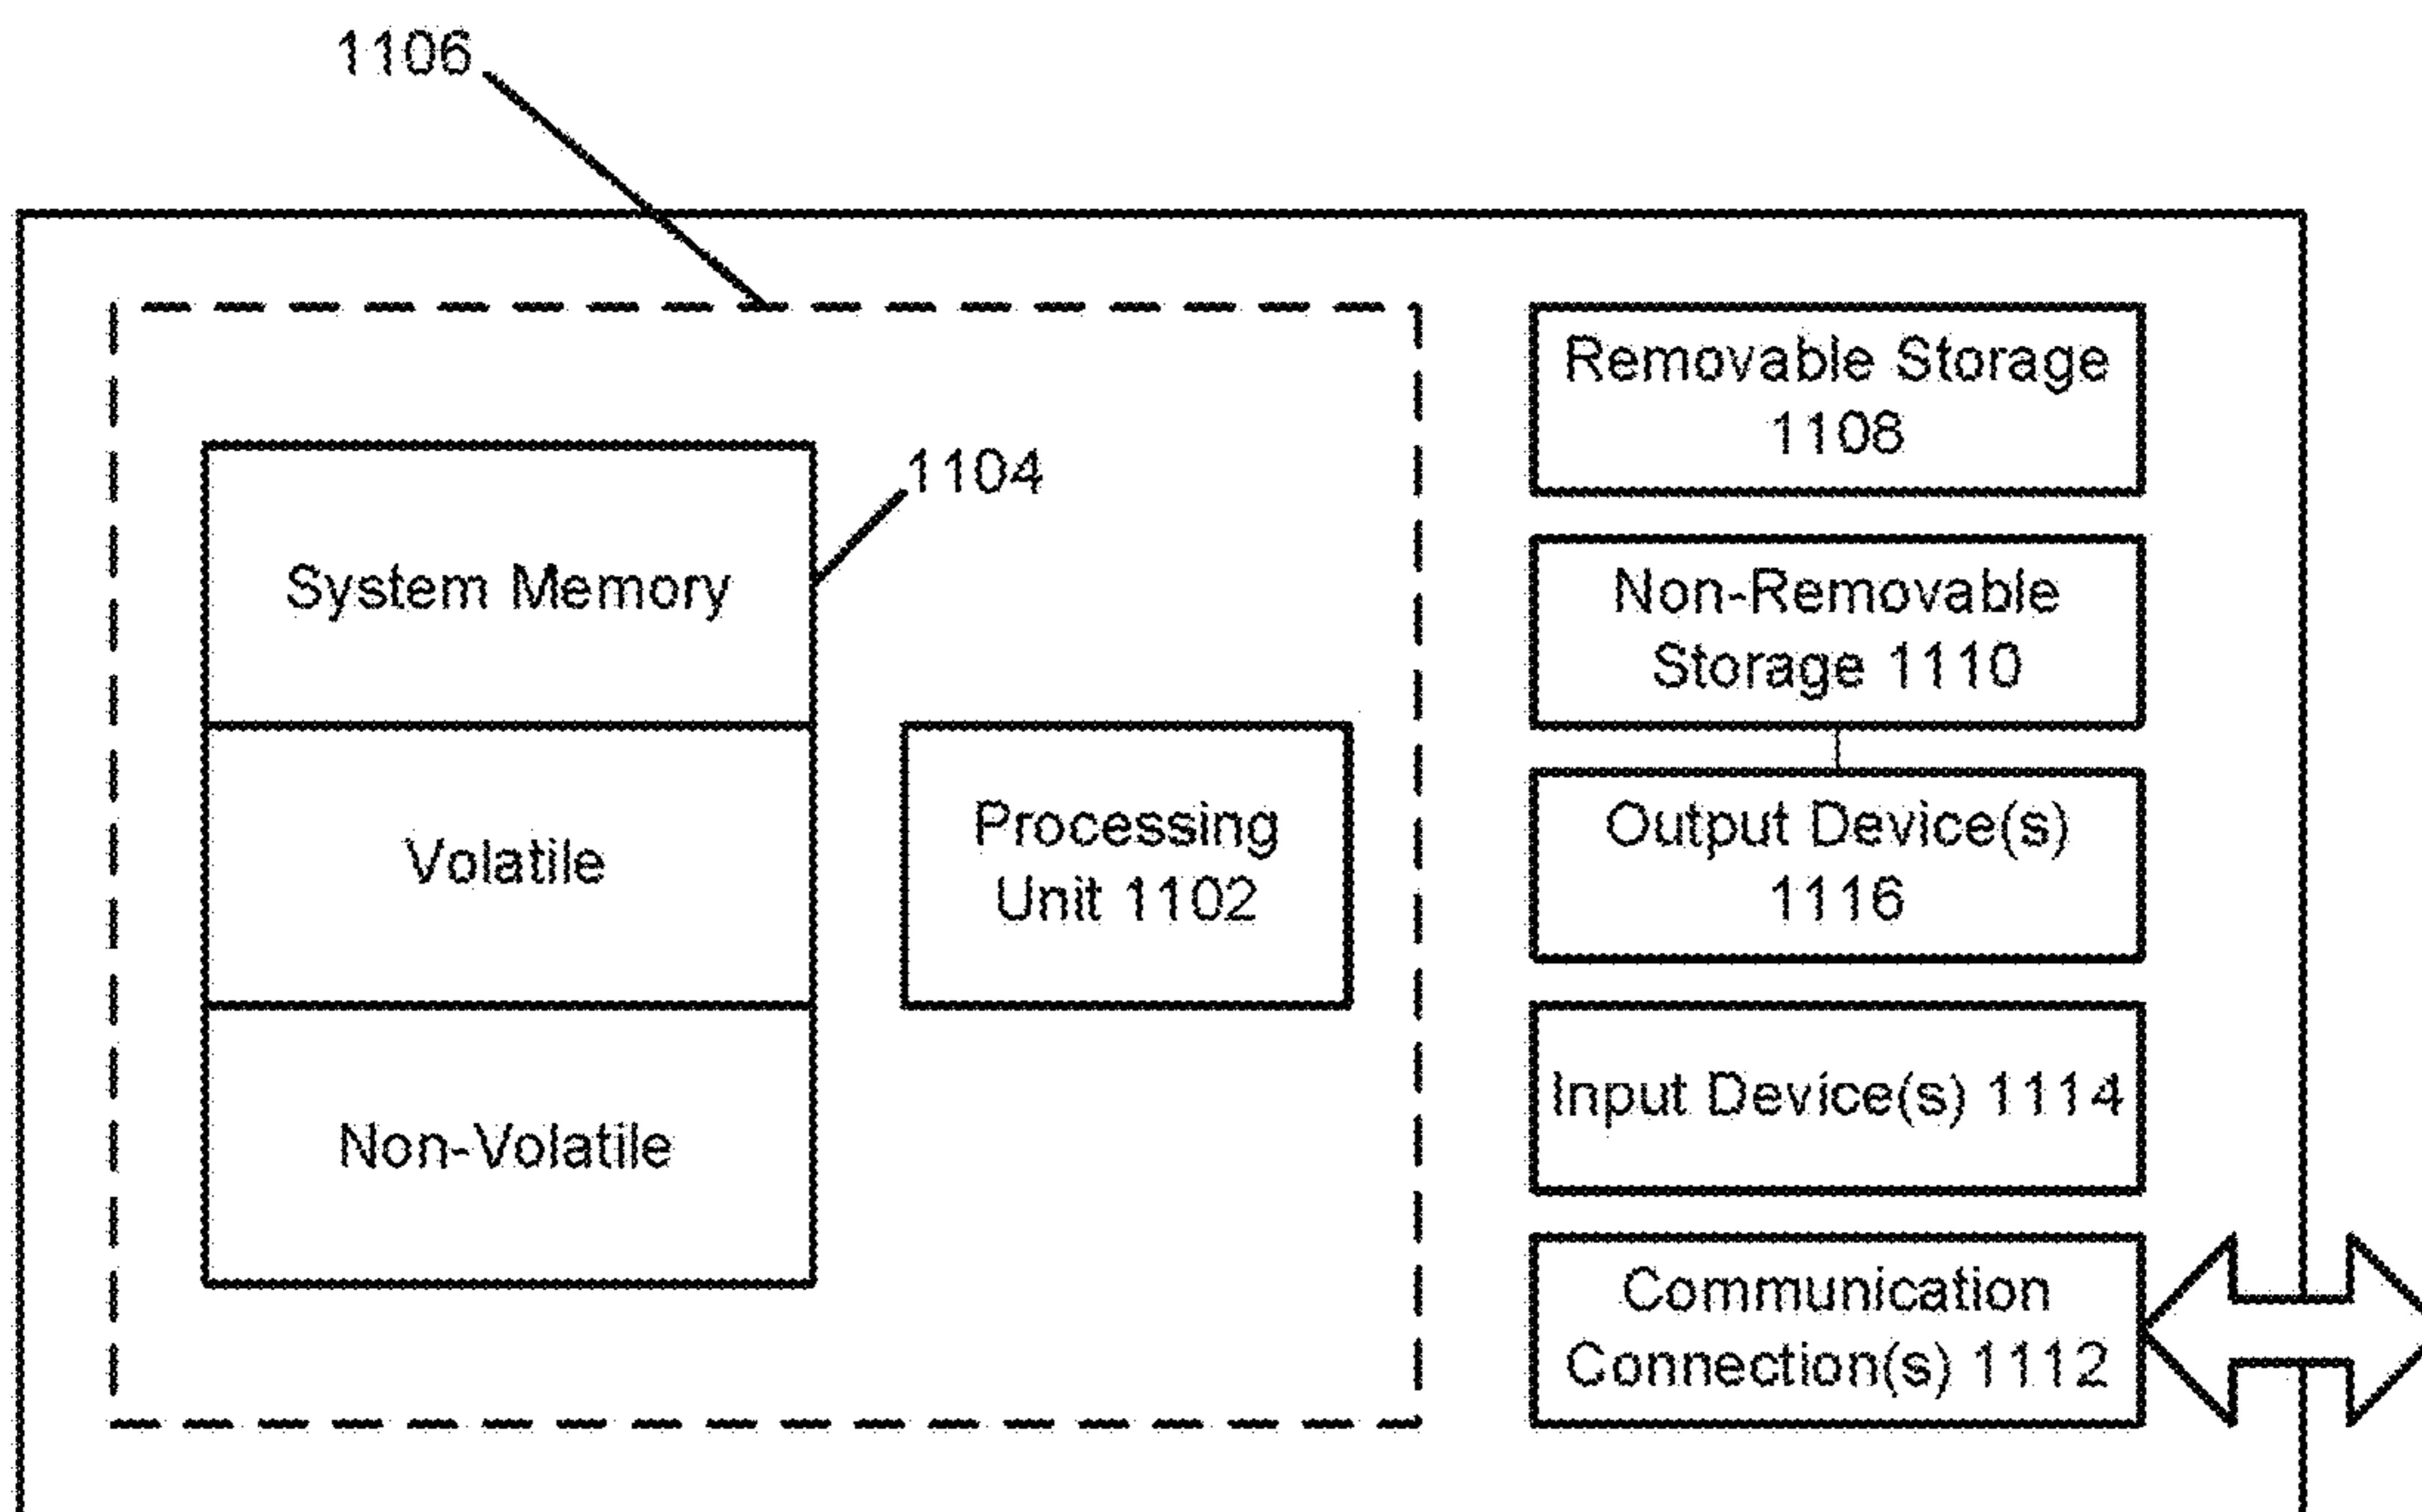 1106
1104
System Memory
Volatile
Non-Volatile
Processing
Unit 1102
Removable Storage
1108
Non-Removable
Storage 1110
Output Device(s)
1116
Input Device(s) 1114
Communication
Connection(s) 1112